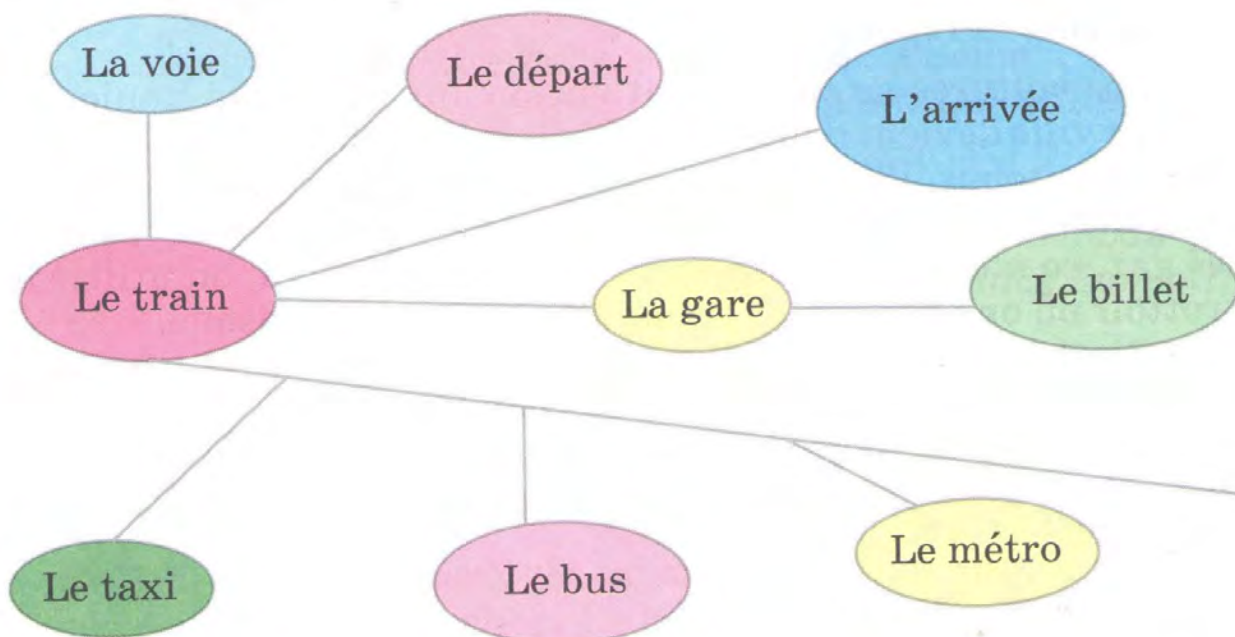 La voie
Le départ
L'arrivée
Le train
La gare
Le billet
Le taxi
Le bus
Le métro